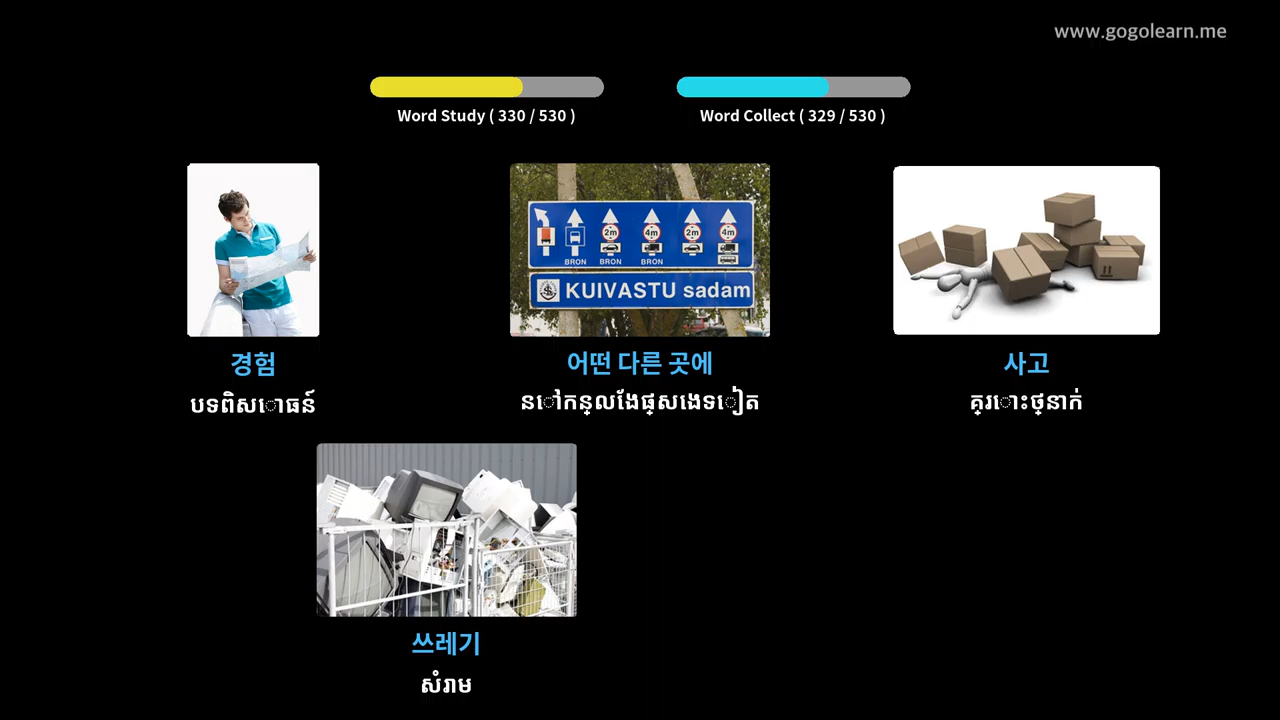 www.gogolearn.me
Word Study ( 330 / 530 )
Word Collect ( 329 / 530 )
2m
4m
2m
4m
BRON
BRON
BRON
KUIVASTU sadam
경험
어떤 다른 곳에
사고
បទពិសោធន៍
នៅកន្លងែផ្សងេទៀត
គ្រោះថ្នាក់
쓰레기
សំរាម